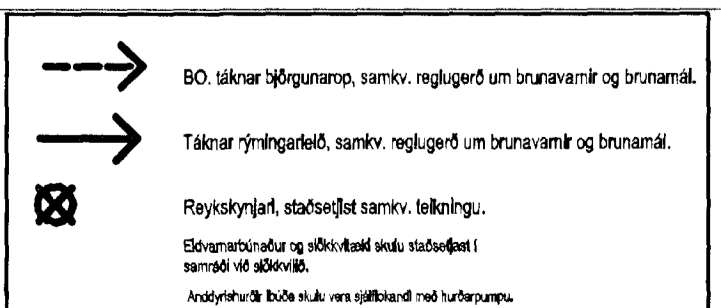 BO. táknar björgunarop, samkv. reglugerð um brunavarnir og brunamál.
Táknar rýmingarleið, samkv. reglugerð um brunavarnir og brunamál.
Reykskynjari, staðsetjist samkv. teikningu.
Eldvarnarbúnaður og slökkvitæki skulu staðsetjast í
samráði við slökkvilið.
Anddyrishurðir íbúða skulu vera sjálflokandi með hurðarpumpu.